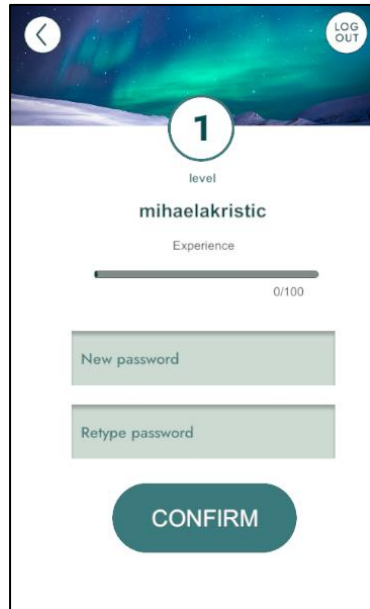 LOG
OUT
1
level
mihaelakristic
Experience
0/100
New password
Retype password
CONFIRM